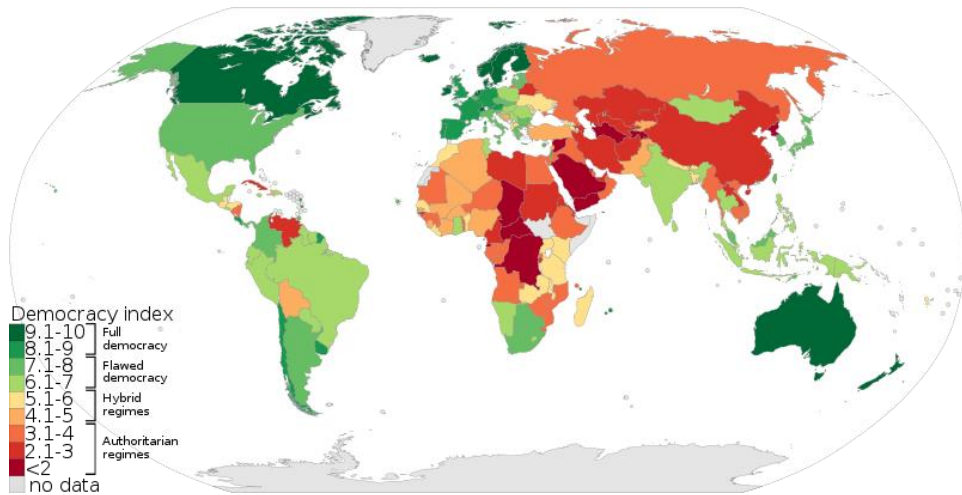 Democracy index
9.1-10
Full
democracy
8.1-9
7.1-8
Flawed
democracy
6.1-7
5.1-6
Hybrid
regimes
4.1-5
3.1-4
Authoritarian
regimes
2.1-3
<2
no data